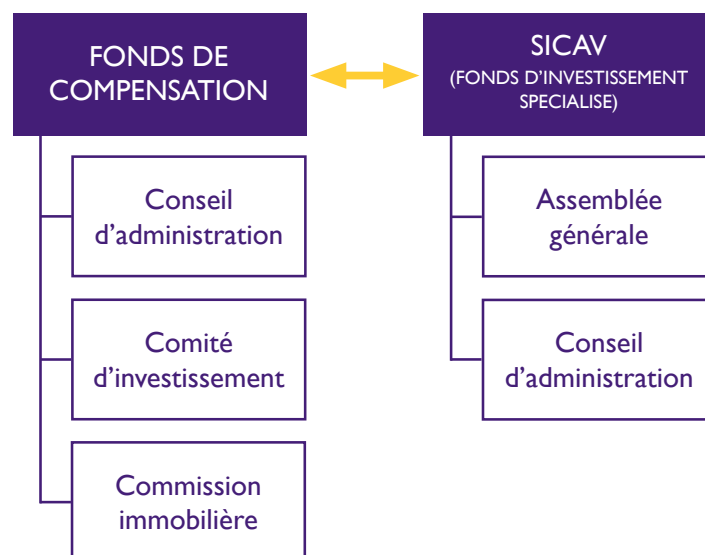 FONDS DE
COMPENSATION
Conseil
d'administration
Comité
d'investissement
Commission
immobilière
SICAV
(FONDS D'INVESTISSEMENT
SPECIALISE)
Assemblée
générale
Conseil
d'administration